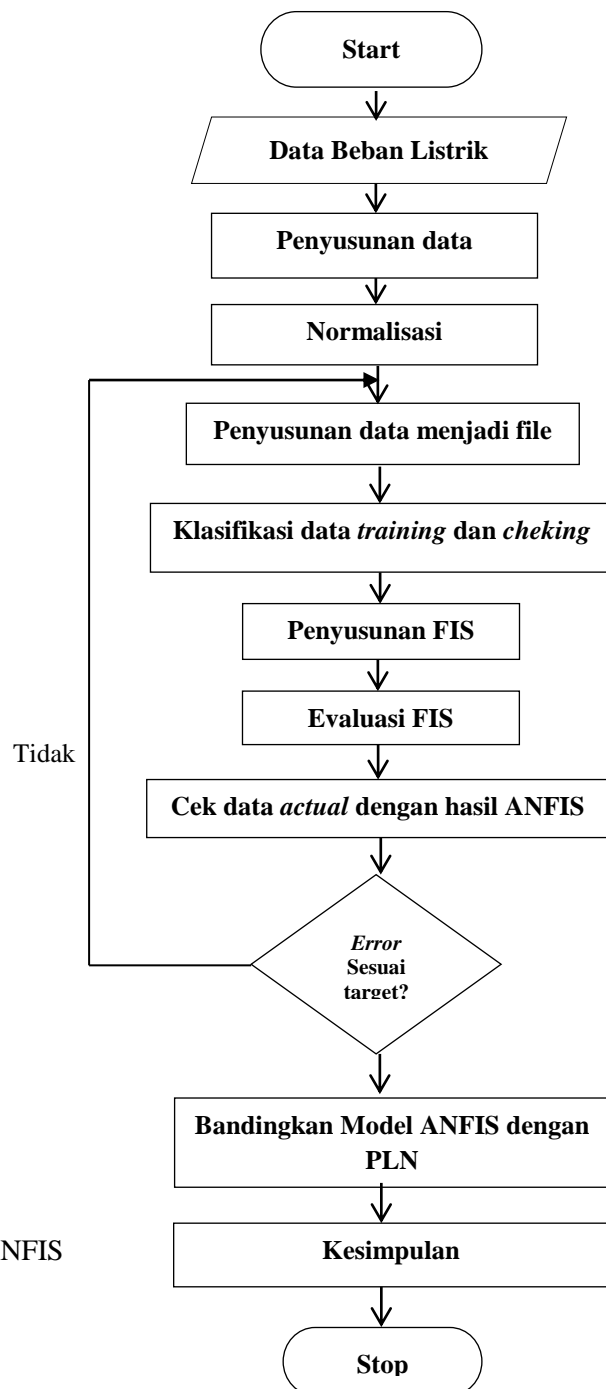 Start
Data Beban Listrik
Penyusunan data
Normalisasi
Penyusunan data menjadi file
Klasifikasi data training dan cheking
Penyusunan FIS
Evaluasi FIS
Tidak
Cek data actual dengan hasil ANFIS
Error
Sesuai
target?
Bandingkan Model ANFIS dengan
PLN
NFIS
Kesimpulan
Stop